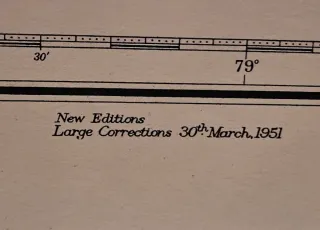 30'
79°
New Editions
Large Corrections 30th March, 1951